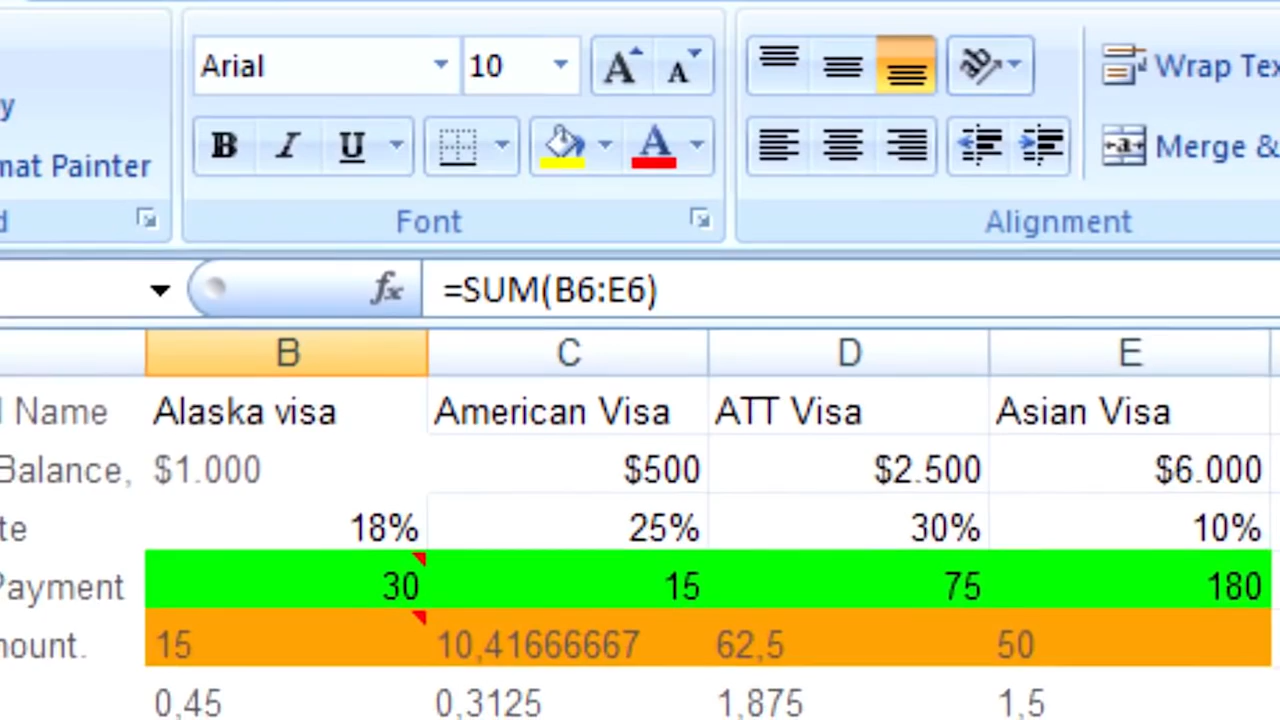 Arial 10 A A
Wrap Tex
y
B I U A
mat Painter
Merge &
d Font Alignment
fx =SUM(B6:E6)
B C D E
l Name Alaska visa American Visa ATT Visa Asian Visa
Balance, $1.000 $500 $2.500 $6.000
te 18% 25% 30% 10%
Payment 30 15 75 180
nount. 15 10,41666667 62,5 50
0,45 0,3125 1,875 1,5